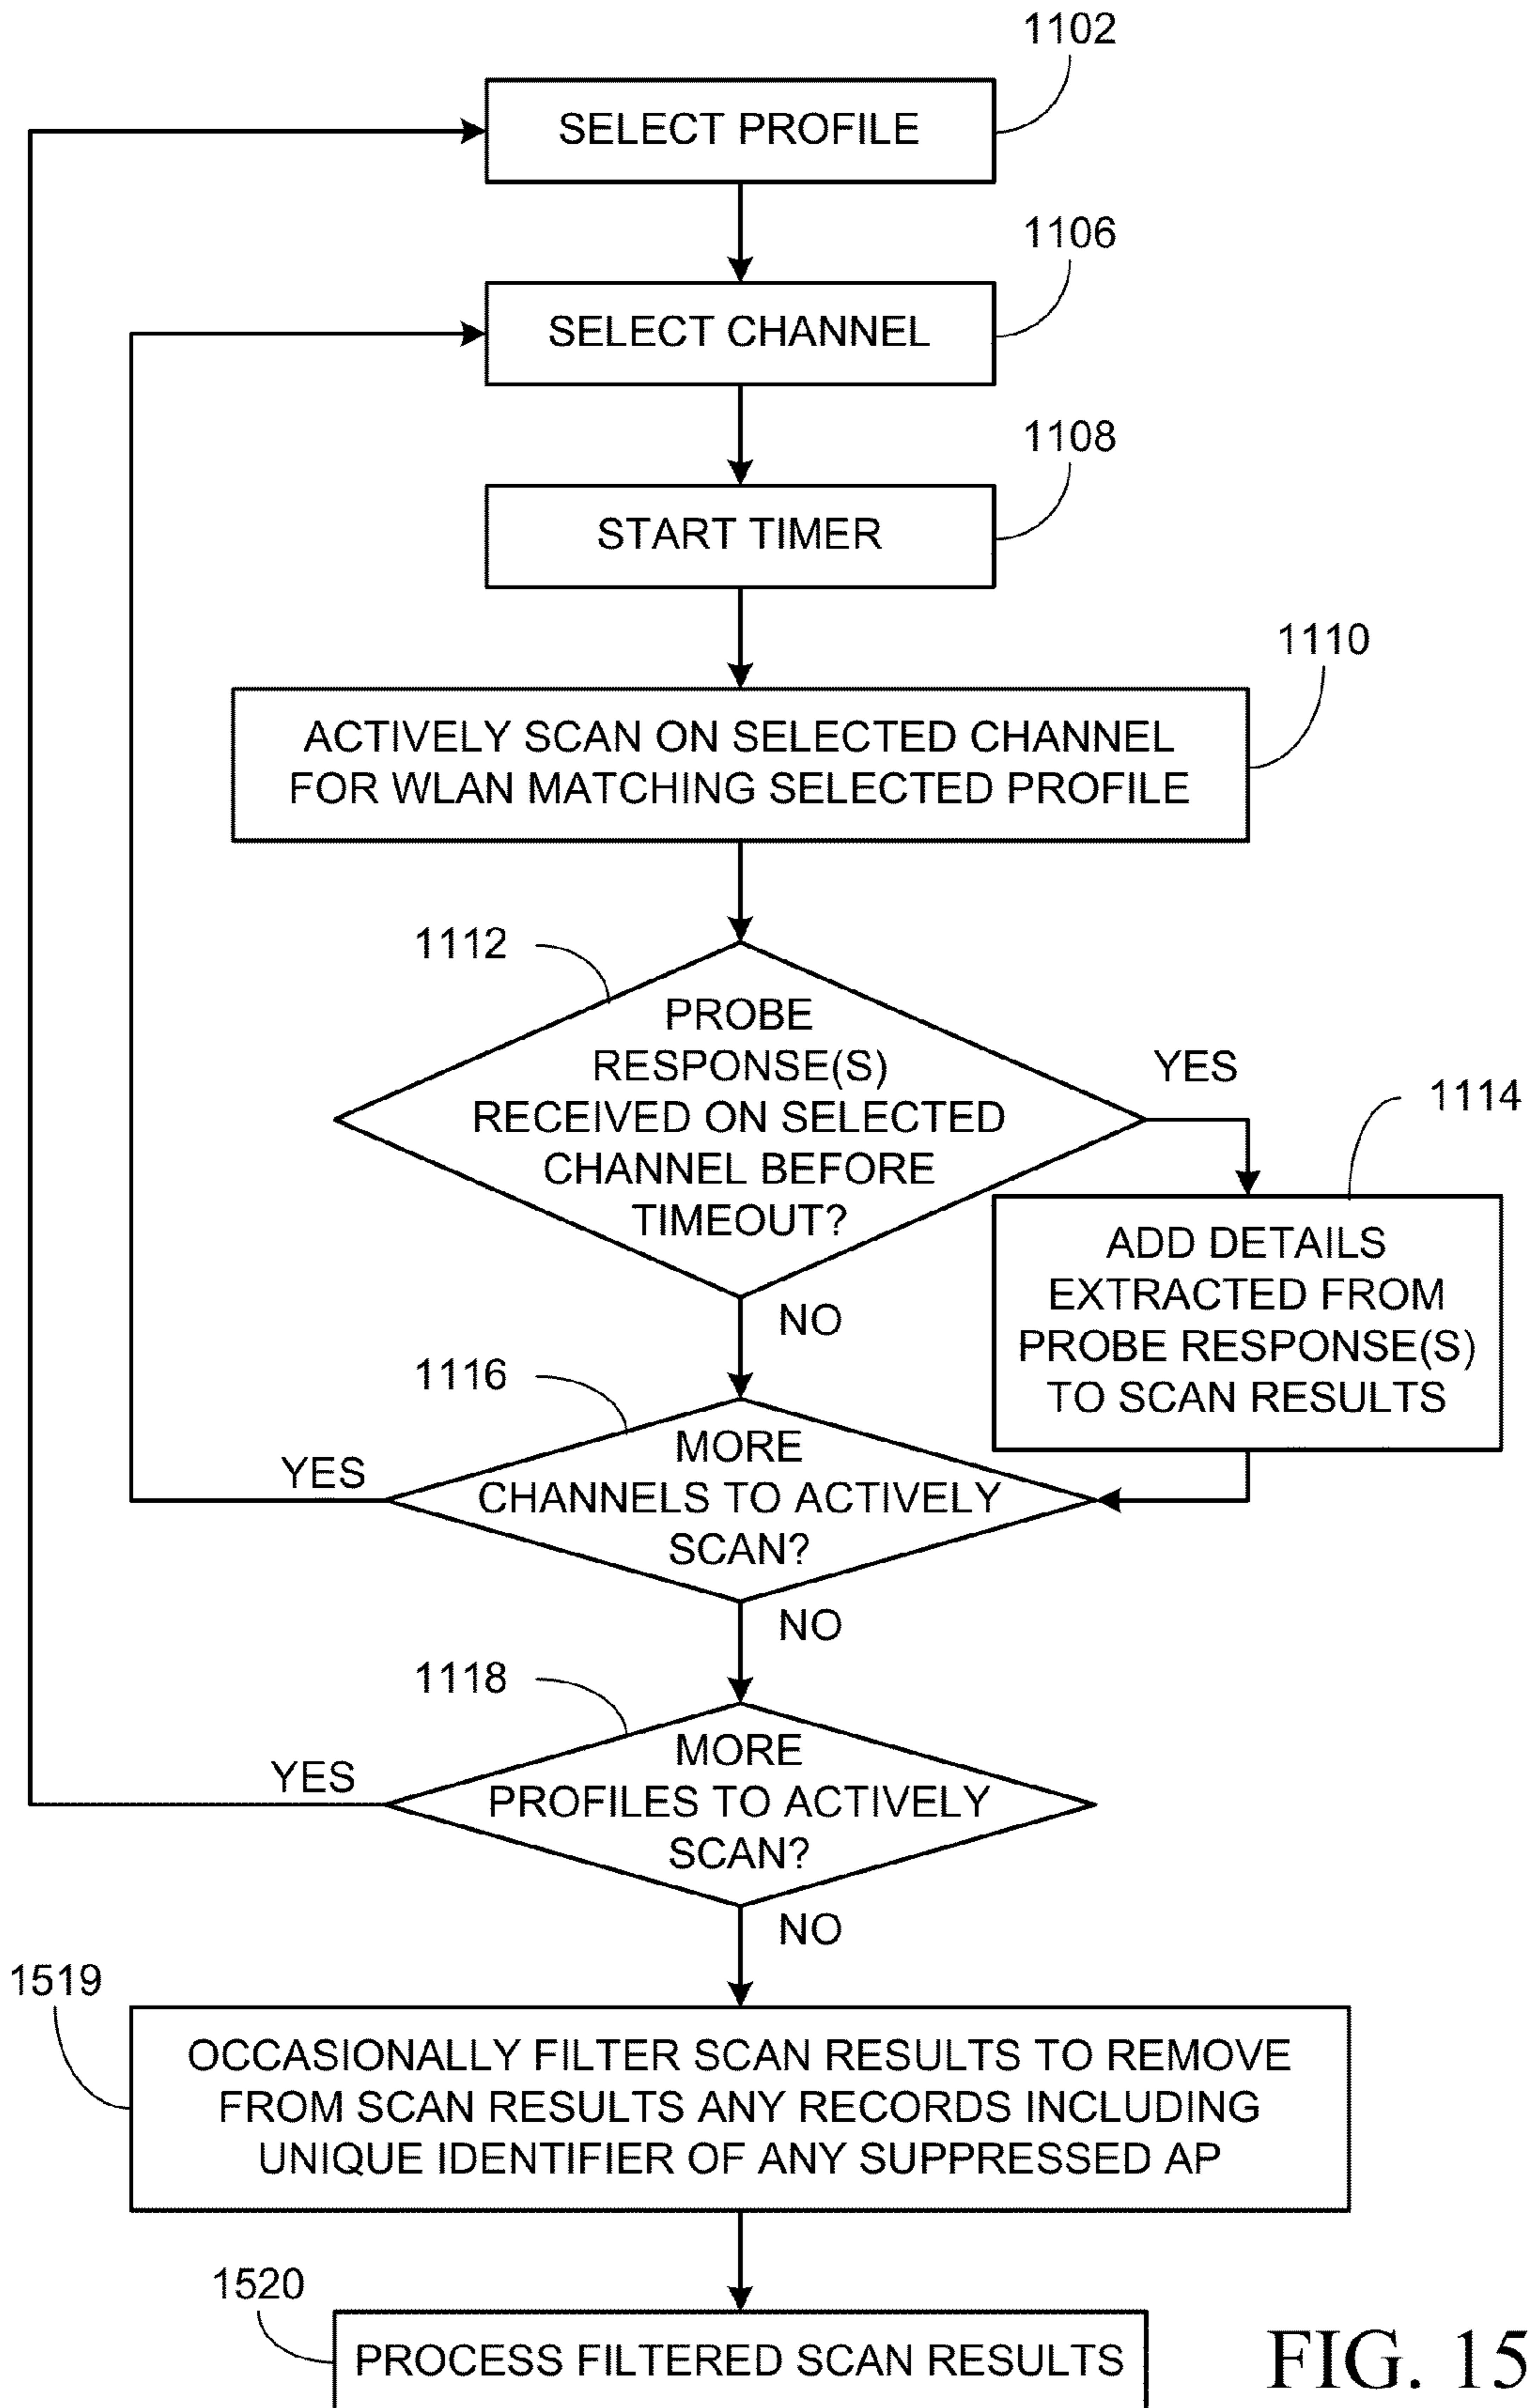 1102
SELECT PROFILE
1106
SELECT CHANNEL
1108
START TIMER
1110
ACTIVELY SCAN ON SELECTED CHANNEL
FOR WLAN MATCHING SELECTED PROFILE
1112
PROBE
RESPONSE(S)
RECEIVED ON SELECTED
CHANNEL BEFORE
TIMEOUT?
YES
1114
ADD DETAILS
EXTRACTED FROM
PROBE RESPONSE(S)
TO SCAN RESULTS
NO
1116
MORE
CHANNELS TO ACTIVELY
SCAN?
YES
NO
1118
MORE
PROFILES TO ACTIVELY
SCAN?
YES
NO
1519
OCCASIONALLY FILTER SCAN RESULTS TO REMOVE
FROM SCAN RESULTS ANY RECORDS INCLUDING
UNIQUE IDENTIFIER OF ANY SUPPRESSED AP
1520
PROCESS FILTERED SCAN RESULTS
FIG. 15